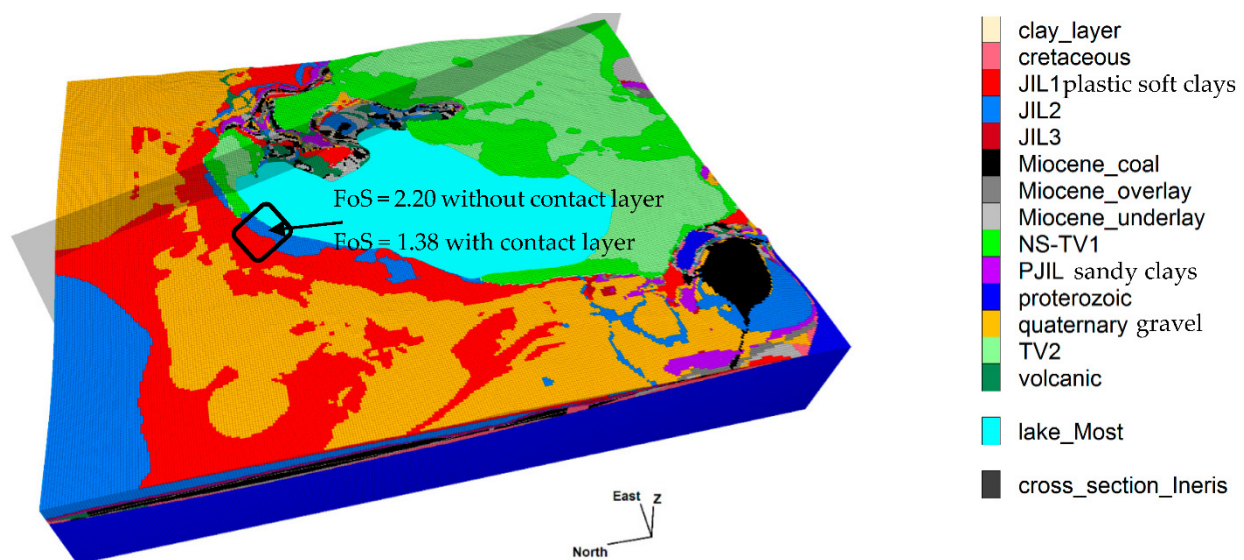 FoS = 2.20 without contact layer
FoS = 1.38 with contact layer
East
Z
North
clay_layer
cretaceous
JIL1plastic soft clays
JIL2
JIL3
Miocene_coal
Miocene_overlay
Miocene_underlay
NS-TV1
PJIL sandy clays
proterozoic
quaternary gravel
TV2
volcanic
lake_Most
cross_section_Ineris